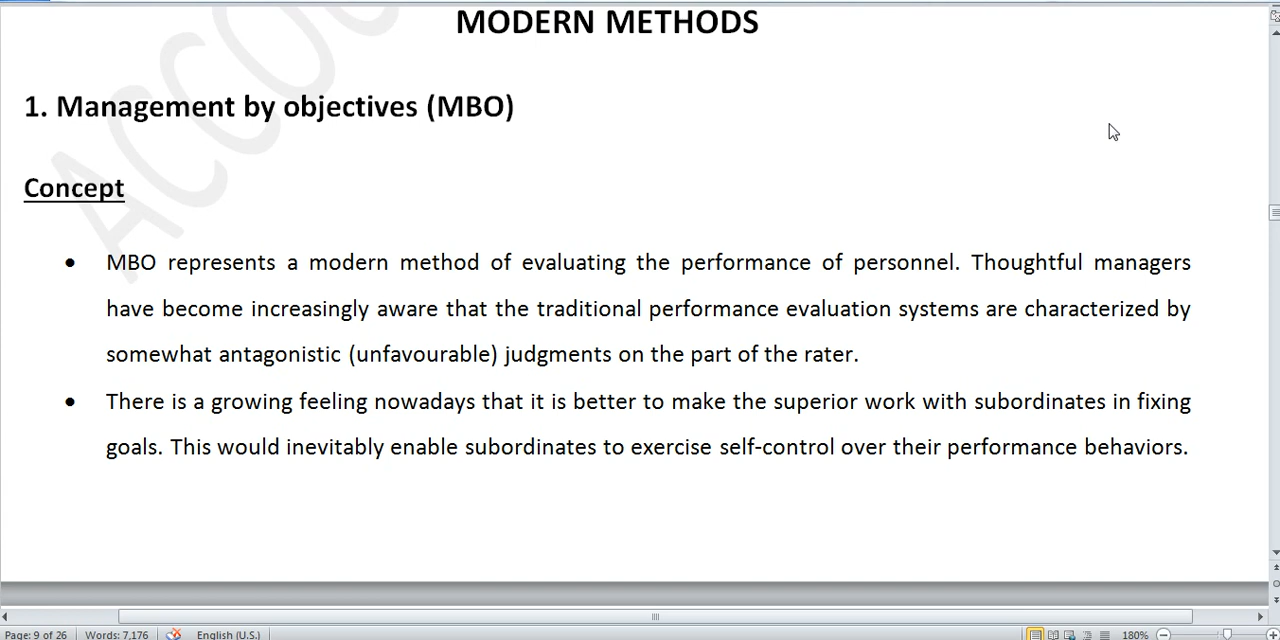 MODERN METHODS
1. Management by objectives (MBO)
Concept
• MBO represents a modern method of evaluating the performance of personnel. Thoughtful managers
have become increasingly aware that the traditional performance evaluation systems are characterized by
somewhat antagonistic (unfavourable) judgments on the part of the rater.
• There is a growing feeling nowadays that it is better to make the superior work with subordinates in fixing
goals. This would inevitably enable subordinates to exercise self-control over their performance behaviors.
Page: 9 of 26 Words: 7,176 English (U.S.) 180%